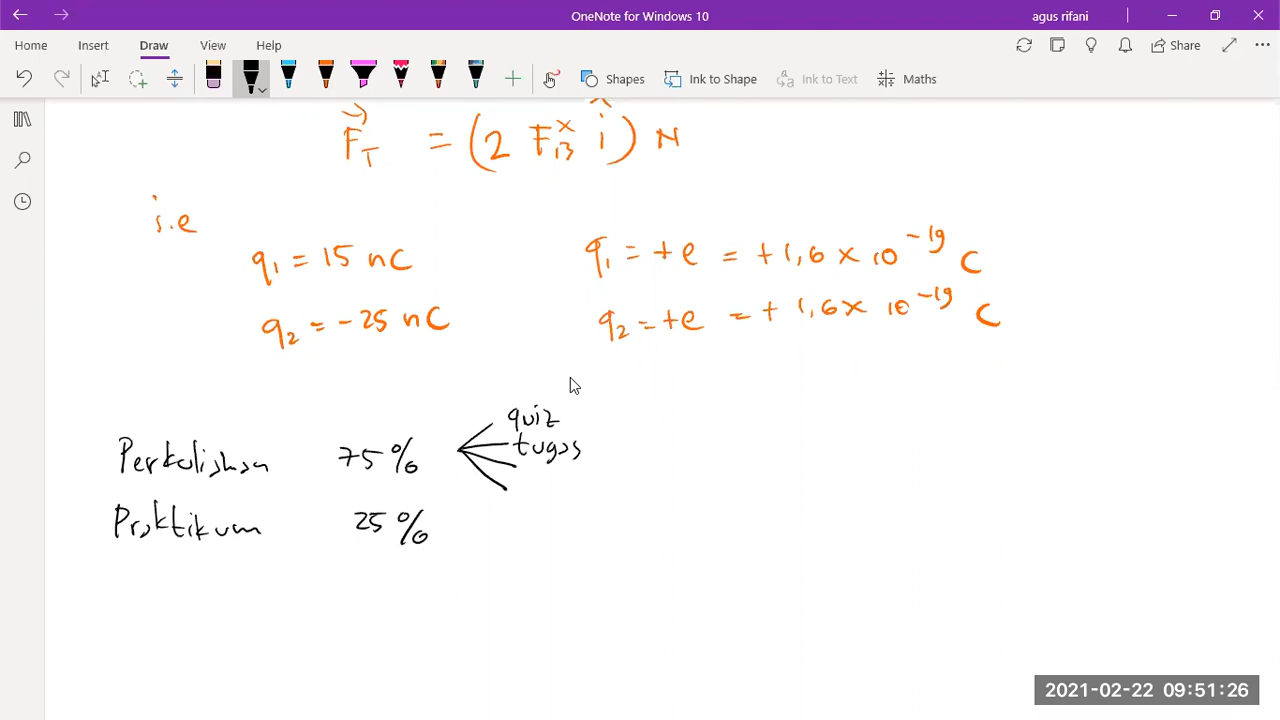 OneNote for Windows 10
agus rifani
Home Insert Draw View Help
Share
Shapes Ink to Shape Ink to Text Maths
F⃗_T = (2 F_13^x î) N
i.e
q₁ = 15 nC
q₁ = +e = +1,6 × 10⁻¹⁹ C
q₂ = -25 nC
q₂ = +e = +1,6 × 10⁻¹⁹ C
quiz
Perkuliahan 75% tugas
Praktikum 25%
2021-02-22 09:51:26